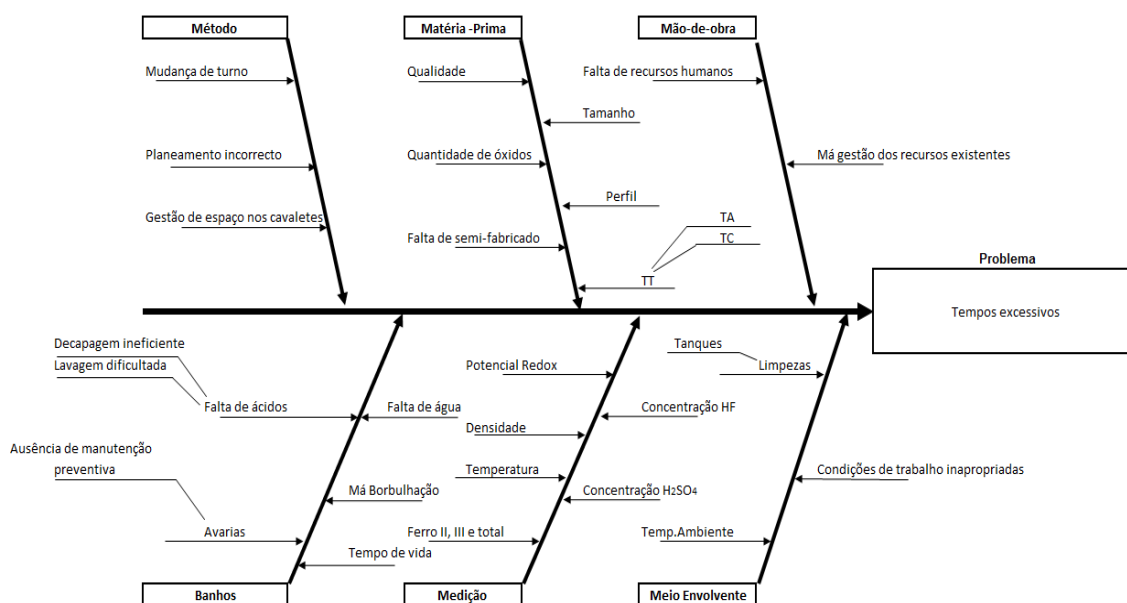 Método
Matéria -Prima
Mão-de-obra
Mudança de turno
Qualidade
Falta de recursos humanos
Tamanho
Planeamento incorrecto
Quantidade de óxidos
Má gestão dos recursos existentes
Perfil
Gestão de espaço nos cavaletes
TA
Falta de semi-fabricado
TC
TT
Problema
Tempos excessivos
Decapagem ineficiente
Lavagem dificultada
Potencial Redox
Tanques
Limpezas
Falta de ácidos
Falta de água
Concentração HF
Densidade
Ausência de manutenção
preventiva
Temperatura
Condições de trabalho inapropriadas
Má Borbulhação
Concentração H₂SO₄
Avarias
Ferro II, III e total
Temp.Ambiente
Tempo de vida
Banhos
Medição
Meio Envolvente